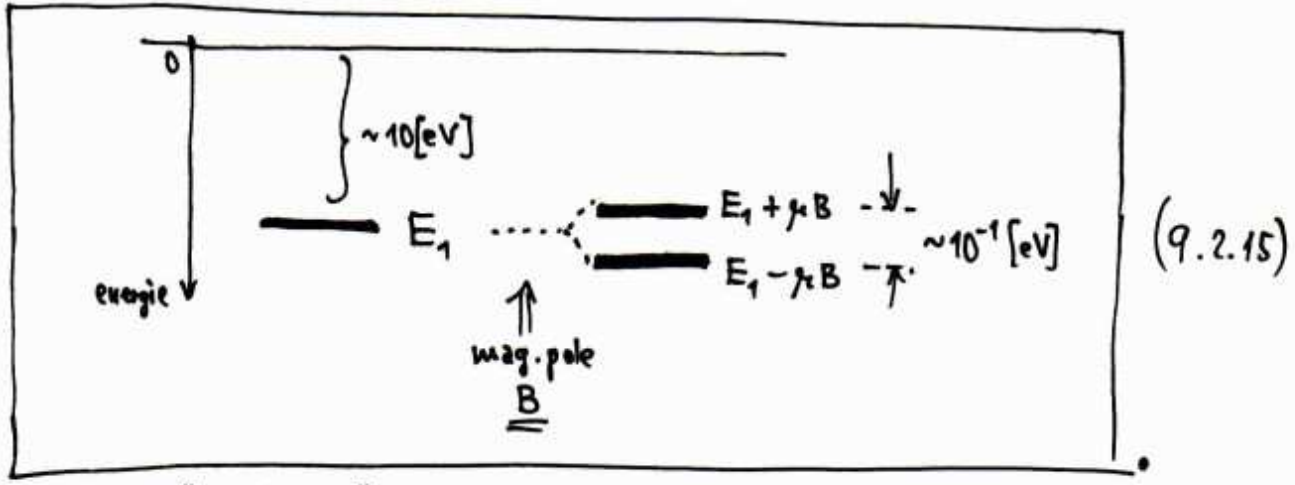 0
~10[eV]
E₁
E₁ + μB
~10⁻¹ [eV]
E₁ - μB
(9.2.15)
energie
mag. pole
B